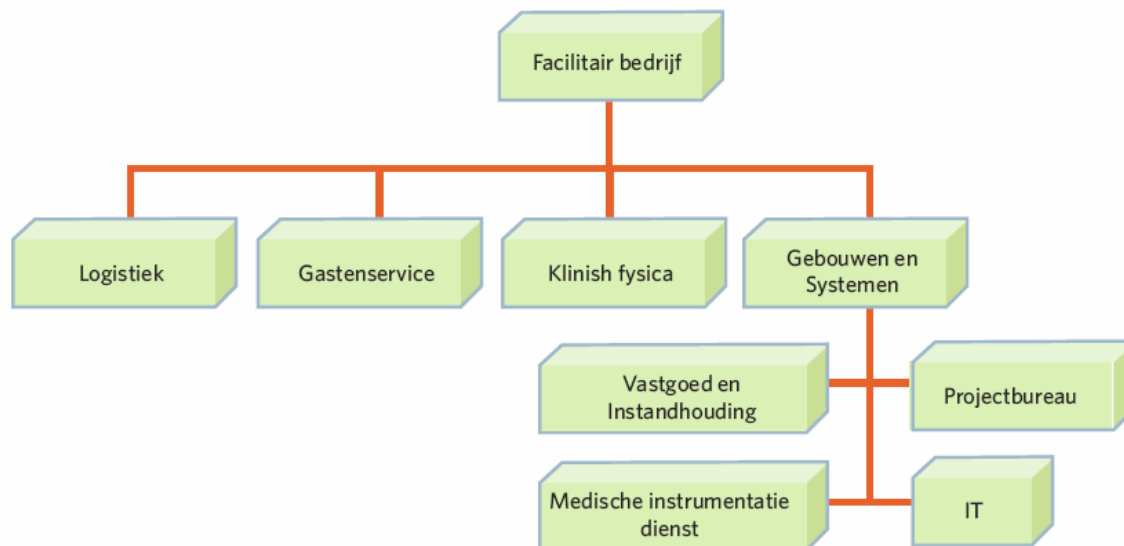 Facilitair bedrijf
Logistiek
Gastenservice
Klinish fysica
Gebouwen en
Systemen
Vastgoed en
Instandhouding
Projectbureau
Medische instrumentatie
dienst
IT